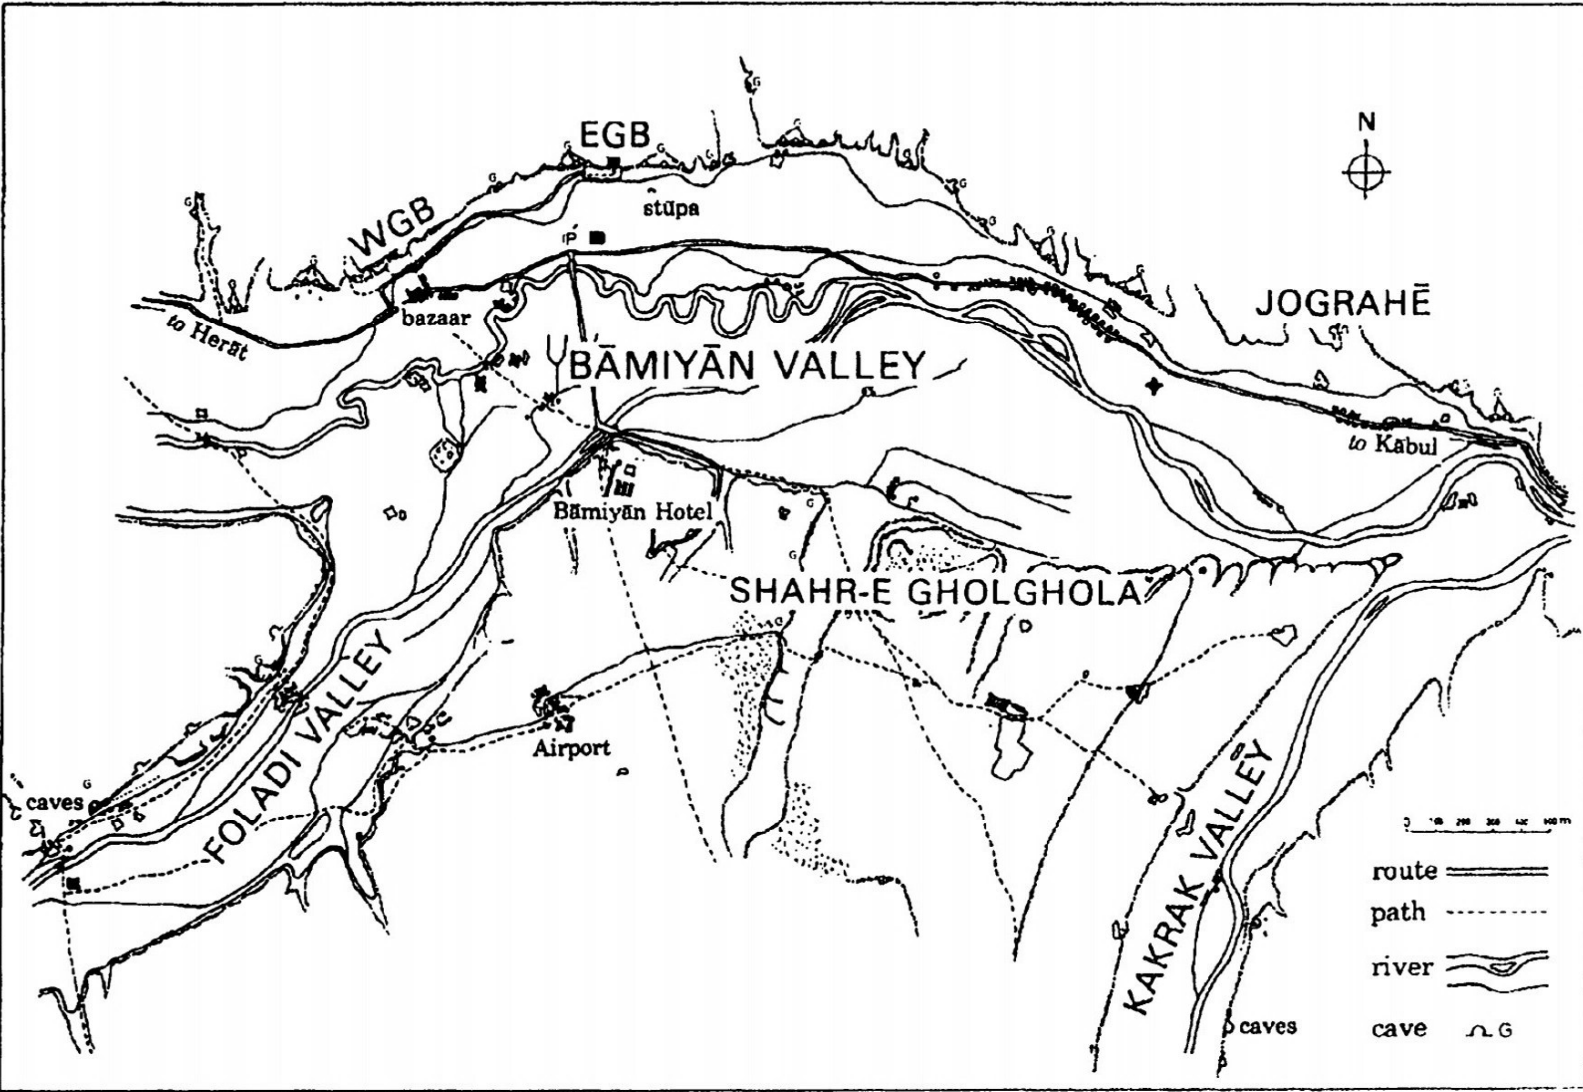 N
EGB
WGB
stūpa
P
JOGRAHĒ
bazaar
to Herāt
BĀMIYĀN VALLEY
to Kābul
Bāmiyān Hotel
SHAHR-E GHOLGHOLA
FOLADI VALLEY
Airport
caves
KAKRAK VALLEY
route
path
river
caves
cave G